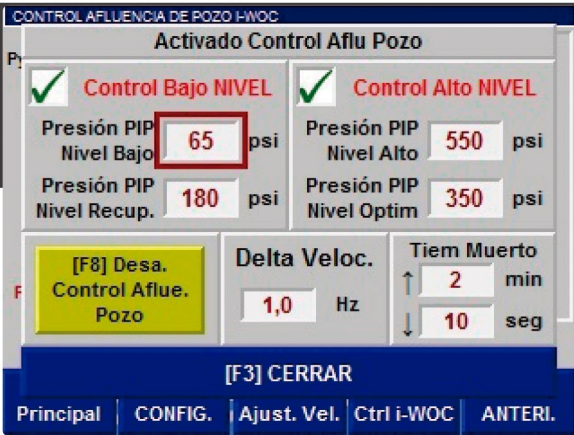 CONTROL AFLUENCIA DE POZO I-WOC
Activado Control Aflu Pozo
Control Bajo NIVEL
Presión PIP
Nivel Bajo
65 psi
Presión PIP
Nivel Recup.
180 psi
Control Alto NIVEL
Presión PIP
Nivel Alto
550 psi
Presión PIP
Nivel Optim
350 psi
[F8] Desa.
Control Aflue.
Pozo
Delta Veloc.
1,0 Hz
Tiem Muerto
↑ 2 min
↓ 10 seg
[F3] CERRAR
Principal CONFIG. Ajust. Vel. Ctrl i-WOC ANTERI.